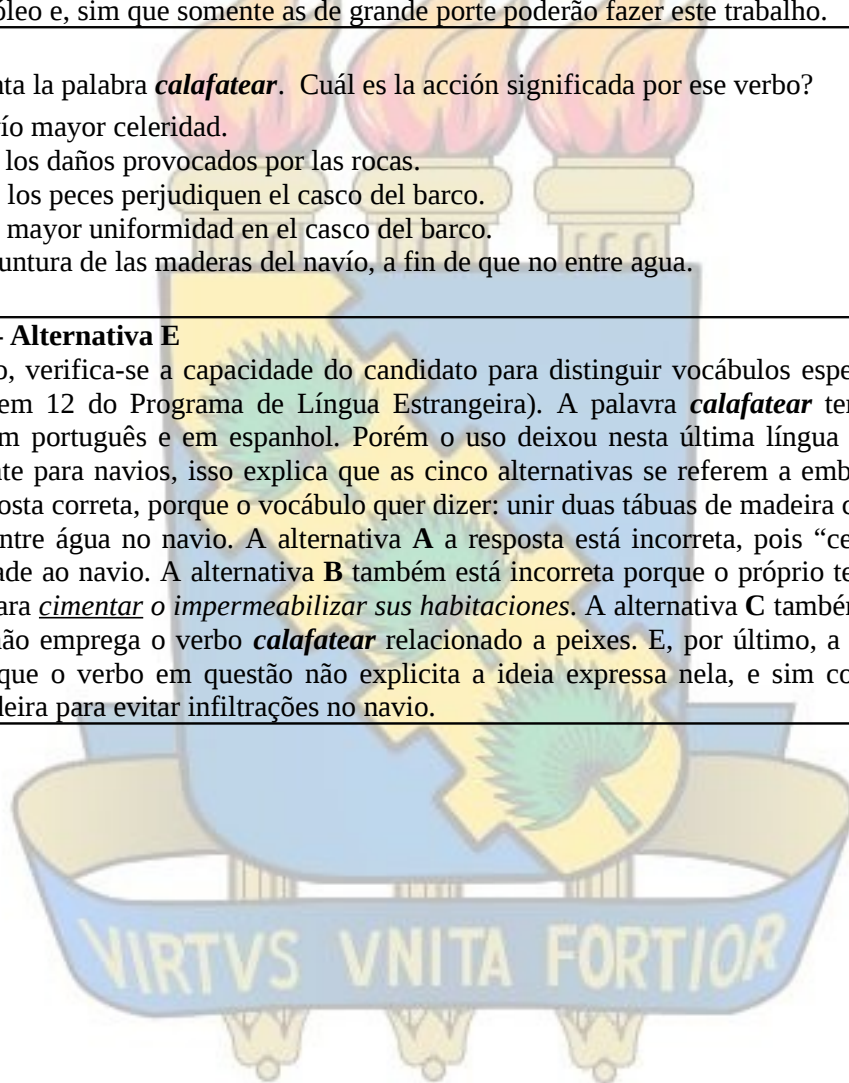 óleo e, sim que somente as de grande porte poderão fazer este trabalho.
ta la palabra calafatear. Cuál es la acción significada por ese verbo?
ío mayor celeridad.
los daños provocados por las rocas.
los peces perjudiquen el casco del barco.
mayor uniformidad en el casco del barco.
untura de las maderas del navío, a fin de que no entre agua.
- Alternativa E
o, verifica-se a capacidade do candidato para distinguir vocábulos espe
em 12 do Programa de Língua Estrangeira). A palavra calafatear ter
m português e em espanhol. Porém o uso deixou nesta última língua
te para navios, isso explica que as cinco alternativas se referem a emb
osta correta, porque o vocábulo quer dizer: unir duas tábuas de madeira c
ntre água no navio. A alternativa A a resposta está incorreta, pois “ce
ade ao navio. A alternativa B também está incorreta porque o próprio te
ara cimentar o impermeabilizar sus habitaciones. A alternativa C també
não emprega o verbo calafatear relacionado a peixes. E, por último, a
que o verbo em questão não explicita a ideia expressa nela, e sim co
deira para evitar infiltrações no navio.
VIRTVS VNITA FORTIOR